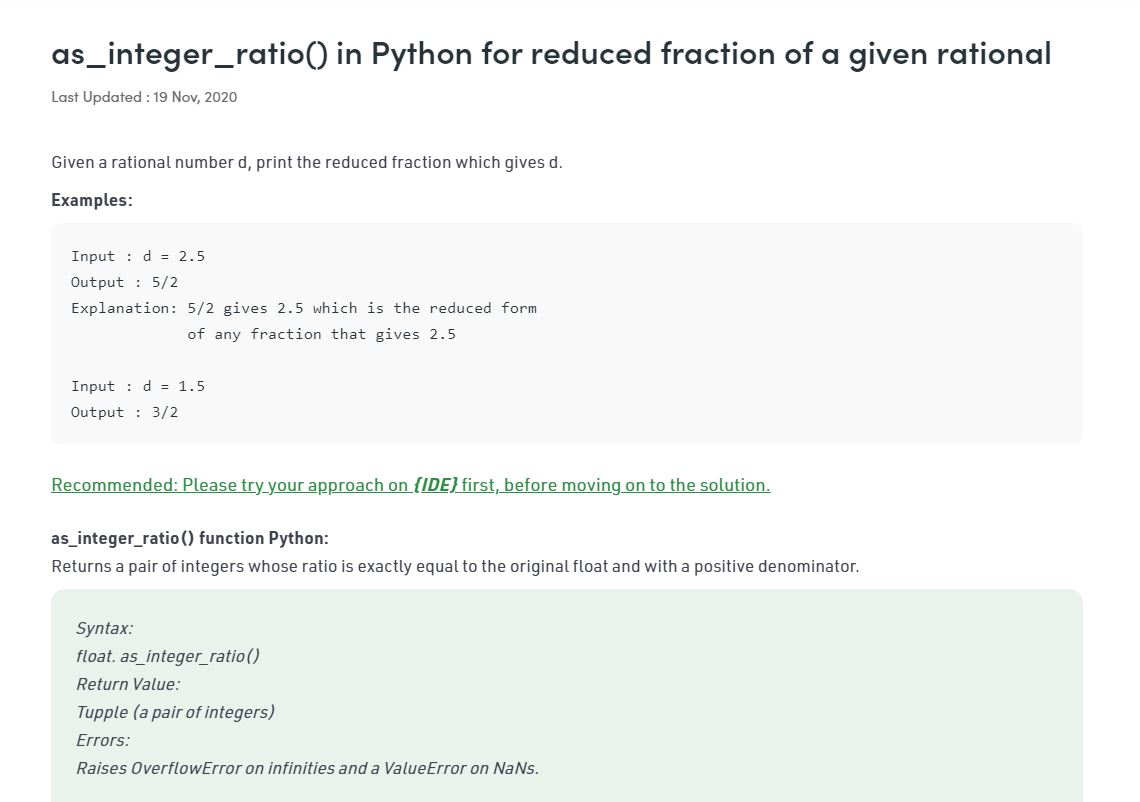 as_integer_ratio() in Python for reduced fraction of a given rational
Last Updated : 19 Nov, 2020
Given a rational number d, print the reduced fraction which gives d.
Examples:
Input : d = 2.5
Output : 5/2
Explanation: 5/2 gives 2.5 which is the reduced form
of any fraction that gives 2.5
Input : d = 1.5
Output : 3/2
Recommended: Please try your approach on {IDE} first, before moving on to the solution.
as_integer_ratio() function Python:
Returns a pair of integers whose ratio is exactly equal to the original float and with a positive denominator.
Syntax:
float. as_integer_ratio()
Return Value:
Tupple (a pair of integers)
Errors:
Raises OverflowError on infinities and a ValueError on NaNs.